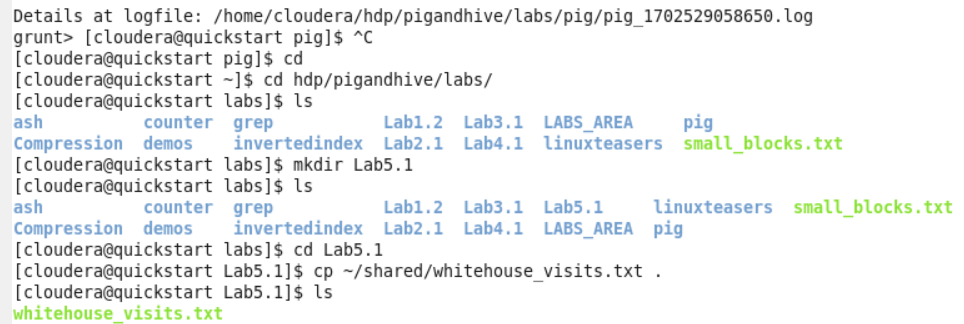 Details at logfile: /home/cloudera/hdp/pigandhive/labs/pig/pig_1702529058650.log
grunt> [cloudera@quickstart pig]$ ^C
[cloudera@quickstart pig]$ cd
[cloudera@quickstart ~]$ cd hdp/pigandhive/labs/
[cloudera@quickstart labs]$ ls
ash          counter  grep           Lab1.2  Lab3.1  LABS_AREA     pig
Compression  demos    invertedindex  Lab2.1  Lab4.1  linuxteasers  small_blocks.txt
[cloudera@quickstart labs]$ mkdir Lab5.1
[cloudera@quickstart labs]$ ls
ash          counter  grep           Lab1.2  Lab3.1  Lab5.1     linuxteasers  small_blocks.txt
Compression  demos    invertedindex  Lab2.1  Lab4.1  LABS_AREA  pig
[cloudera@quickstart labs]$ cd Lab5.1
[cloudera@quickstart Lab5.1]$ cp ~/shared/whitehouse_visits.txt .
[cloudera@quickstart Lab5.1]$ ls
whitehouse_visits.txt